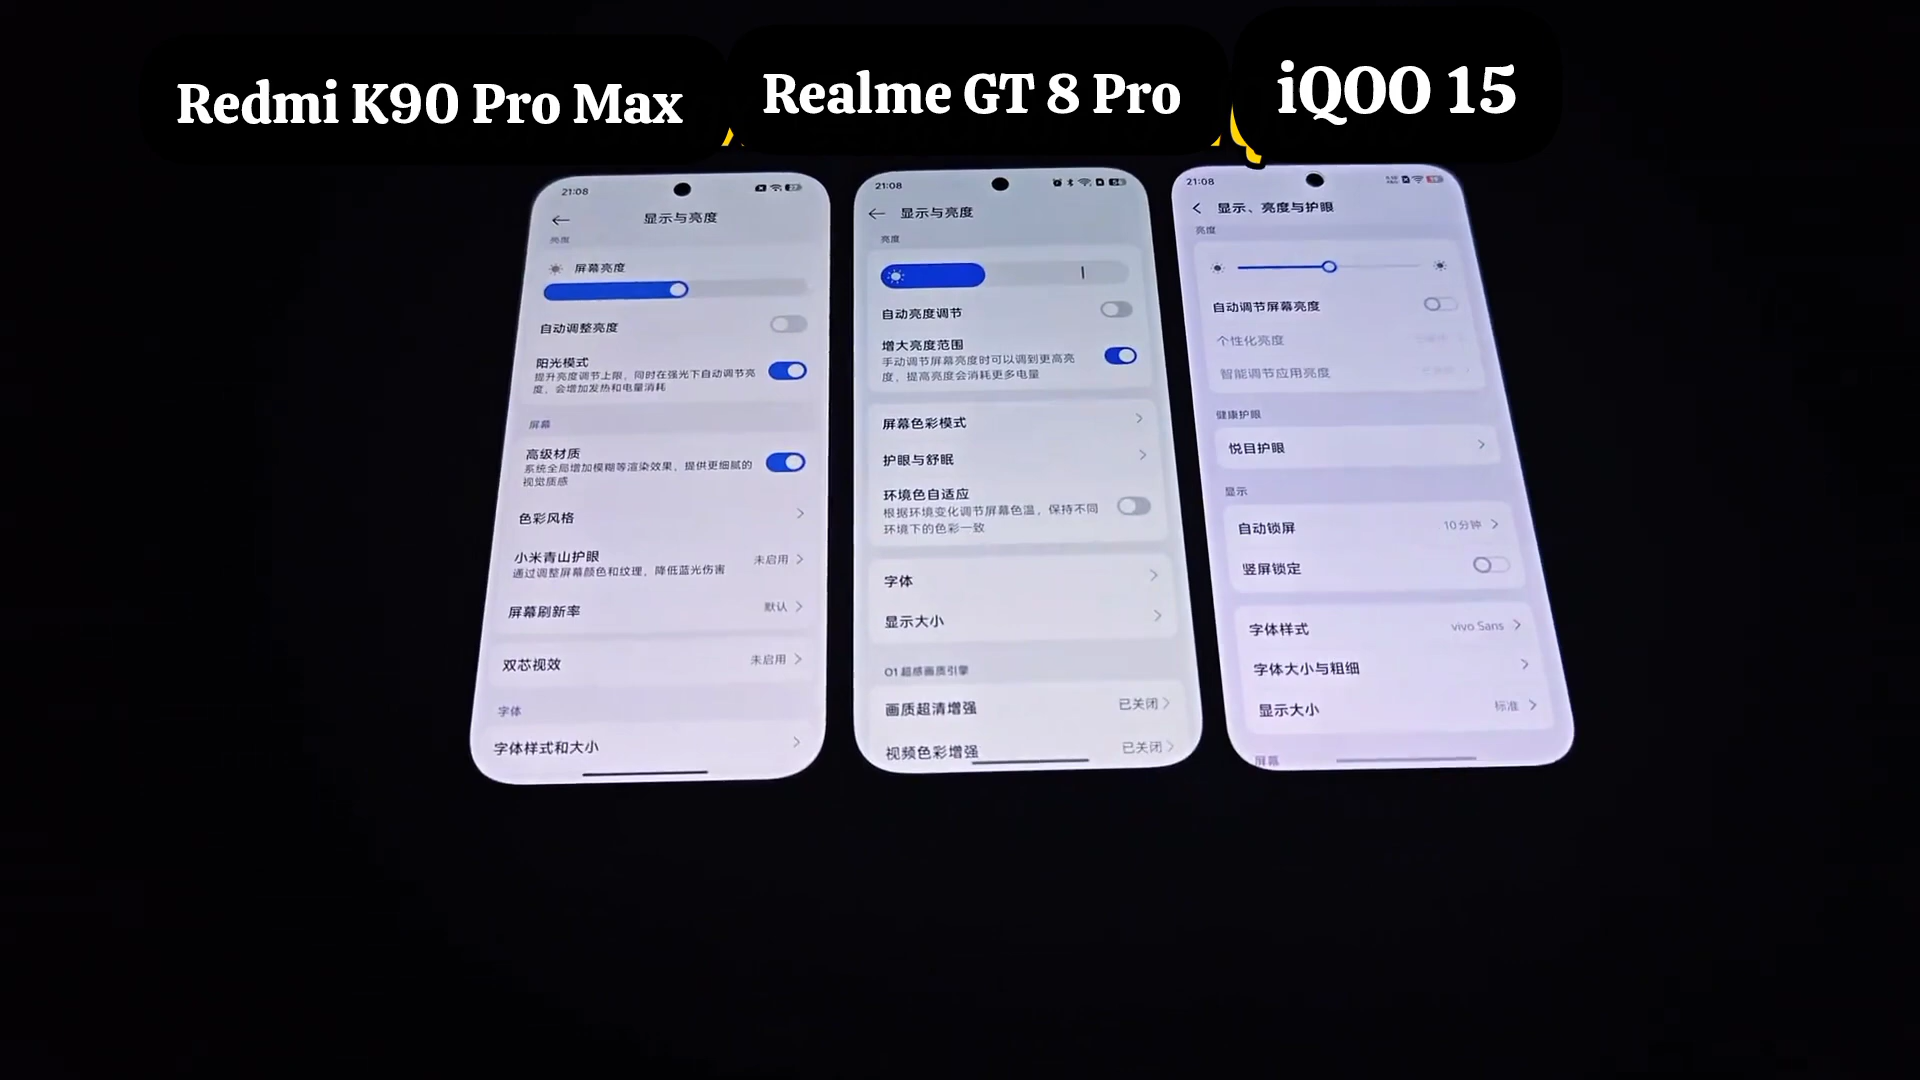 Redmi K90 Pro Max
Realme GT 8 Pro
iQOO 15
21:08
显示与亮度
亮度
屏幕亮度
自动调整亮度
阳光模式
提升亮度调节上限，同时在强光下自动调节亮
度，会增加发热和电量消耗
屏幕
高级材质
系统全局增加模糊等渲染效果，提供更细腻的
视觉质感
色彩风格
小米青山护眼
未启用
通过调整屏幕颜色和纹理，降低蓝光伤害
屏幕刷新率
默认
双芯视效
未启用
字体
字体样式和大小
21:08
显示与亮度
亮度
自动亮度调节
增大亮度范围
手动调节屏幕亮度时可以调到更高亮
度，提高亮度会消耗更多电量
屏幕色彩模式
护眼与舒眠
环境色自适应
根据环境变化调节屏幕色温，保持不同
环境下的色彩一致
字体
显示大小
O1 超感画质引擎
画质超清增强
已关闭
视频色彩增强
已关闭
21:08
显示、亮度与护眼
亮度
自动调节屏幕亮度
个性化亮度
智能调节应用亮度
健康护眼
悦目护眼
显示
自动锁屏
10分钟
竖屏锁定
字体样式
vivo Sans
字体大小与粗细
显示大小
标准
屏幕